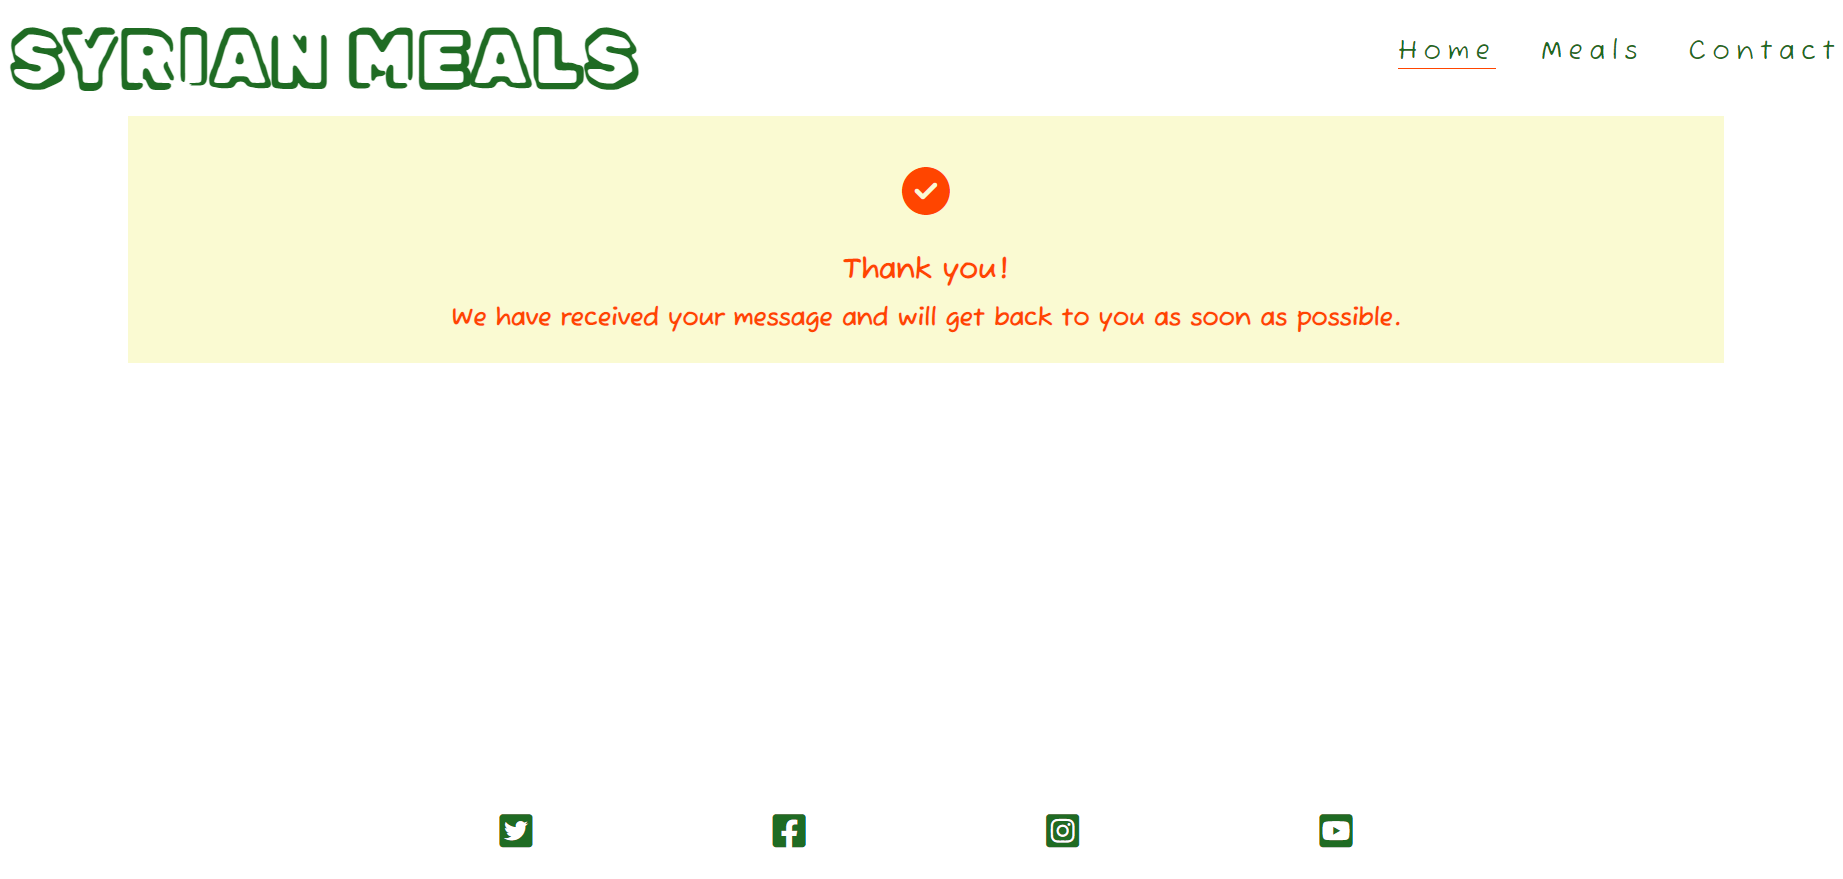 SYRIAN MEALS
Home Meals Contact
Thank you!
We have received your message and will get back to you as soon as possible.